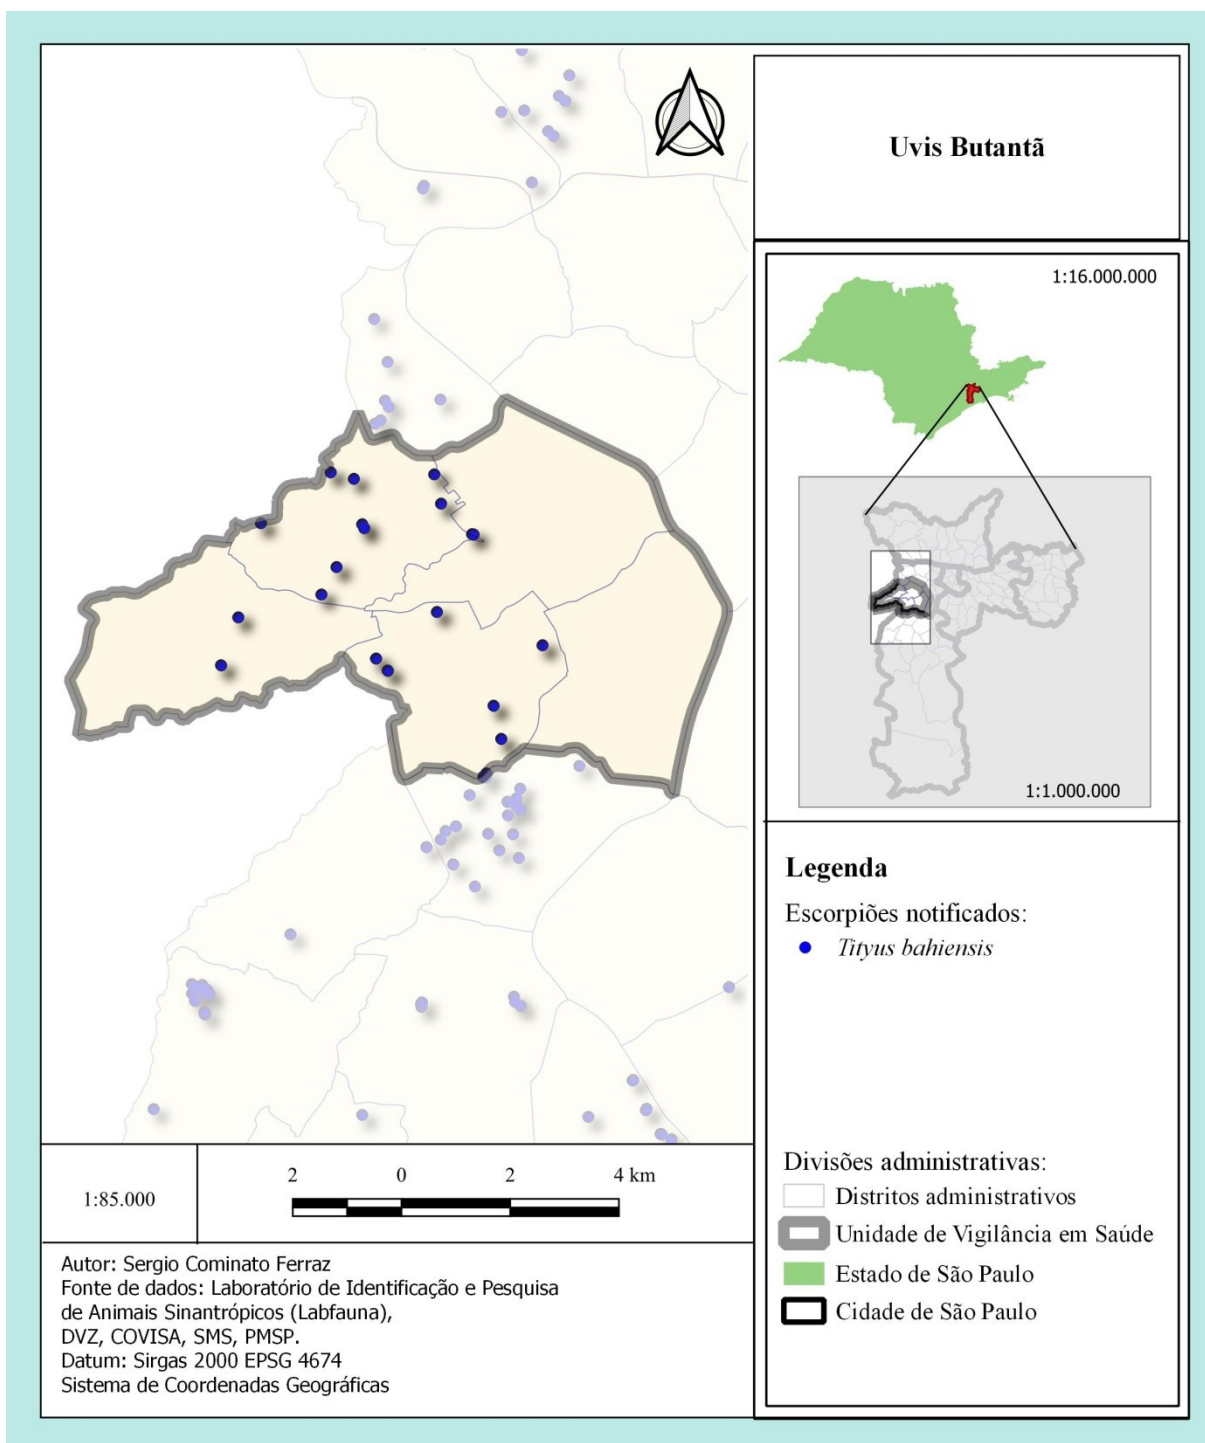 Uvis Butantã
1:16.000.000
1:1.000.000
Legenda
Escorpiões notificados:
Tityus bahiensis
Divisões administrativas:
Distritos administrativos
Unidade de Vigilância em Saúde
Estado de São Paulo
Cidade de São Paulo
1:85.000
2 0 2 4 km
Autor: Sergio Cominato Ferraz
Fonte de dados: Laboratório de Identificação e Pesquisa
de Animais Sinantrópicos (Labfauna),
DVZ, COVISA, SMS, PMSP.
Datum: Sirgas 2000 EPSG 4674
Sistema de Coordenadas Geográficas